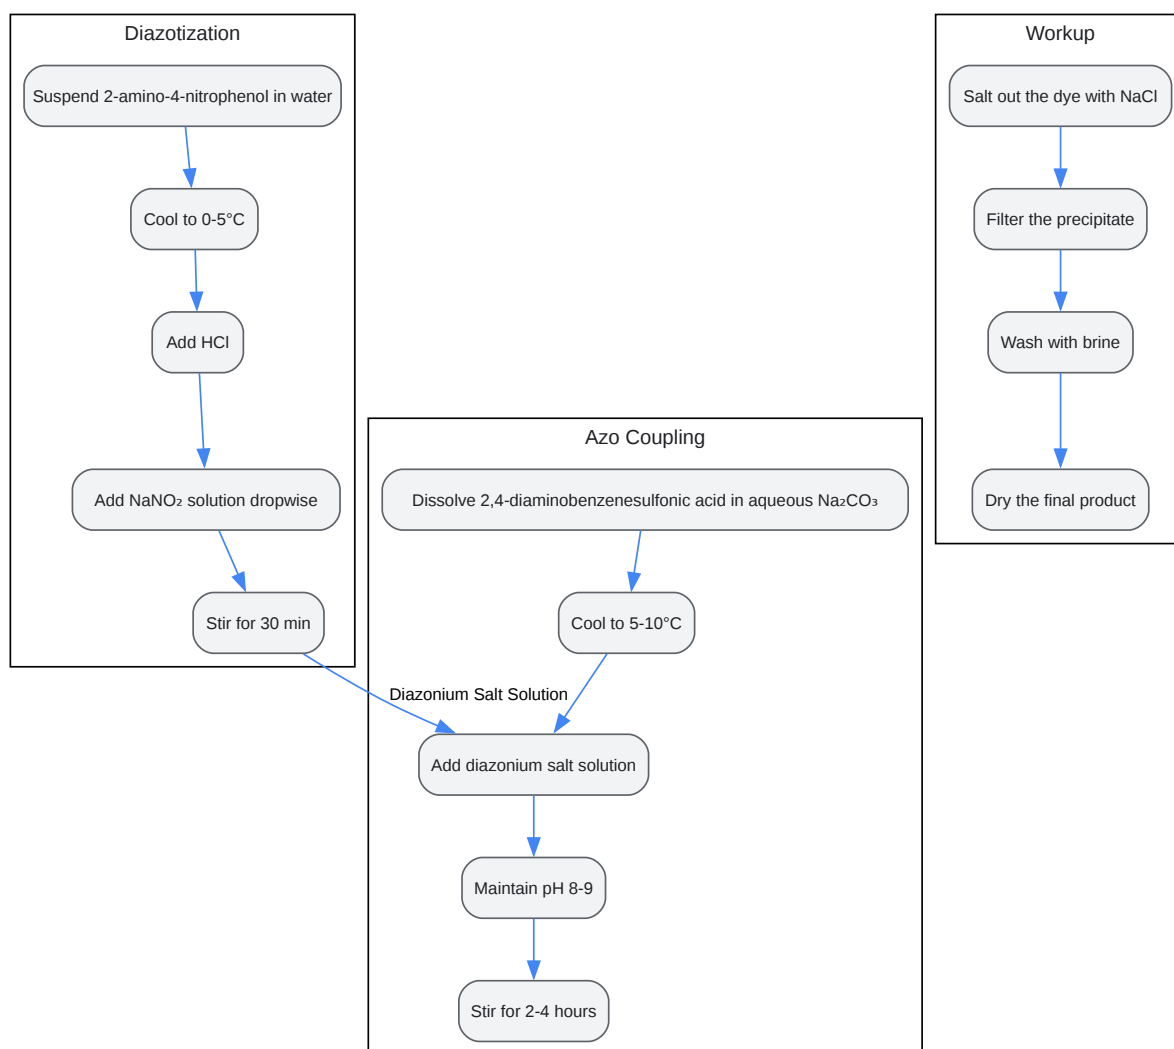 Diazotization
Suspend 2-amino-4-nitrophenol in water
Cool to 0-5°C
Add HCl
Add NaNO₂ solution dropwise
Stir for 30 min
Diazonium Salt Solution
Azo Coupling
Dissolve 2,4-diaminobenzenesulfonic acid in aqueous Na₂CO₃
Cool to 5-10°C
Add diazonium salt solution
Maintain pH 8-9
Stir for 2-4 hours
Workup
Salt out the dye with NaCl
Filter the precipitate
Wash with brine
Dry the final product